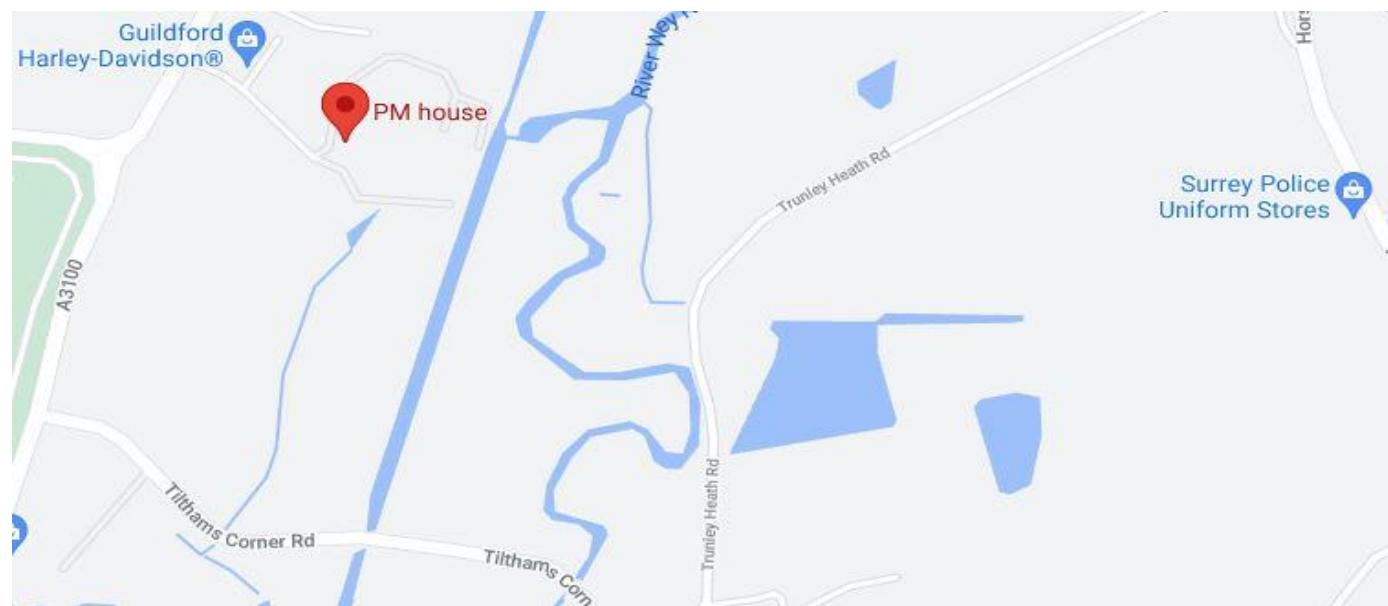 Guildford
Harley-Davidson®
PM house
River Wey
Trunley Heath Rd
Surrey Police
Uniform Stores
A3100
Trunley Heath Rd
Tilthams Corner Rd
Tilthams Corn
Hors